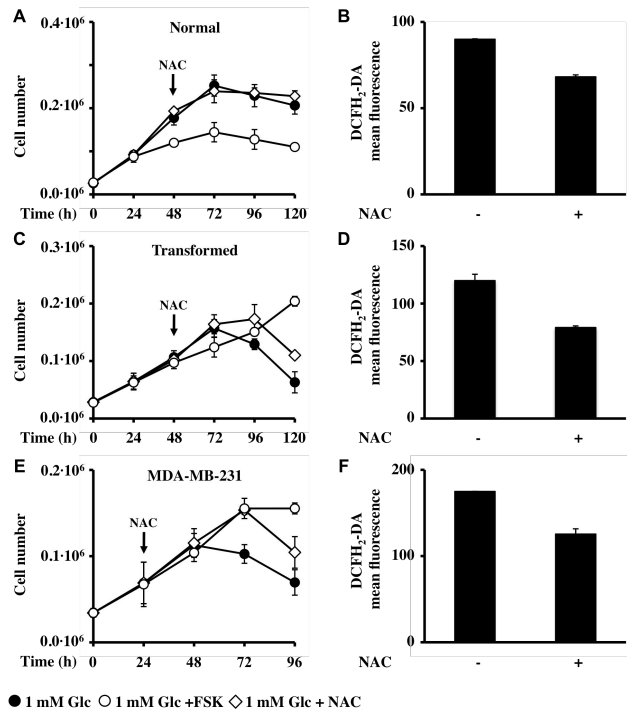 A
Normal
Cell number
0.4·10⁶
0.2·10⁶
0.0·10⁶
NAC
Time (h) 0 24 48 72 96 120
B
DCFH₂-DA
mean fluorescence
100
50
0
NAC - +
C
Transformed
Cell number
0.3·10⁶
0.2·10⁶
0.1·10⁶
0.0·10⁶
NAC
Time (h) 0 24 48 72 96 120
D
DCFH₂-DA
mean fluorescence
150
100
50
0
NAC - +
E
MDA-MB-231
Cell number
0.2·10⁶
0.1·10⁶
0.0·10⁶
NAC
Time (h) 0 24 48 72 96
F
DCFH₂-DA
mean fluorescence
200
100
0
NAC - +
1 mM Glc 1 mM Glc +FSK 1 mM Glc + NAC